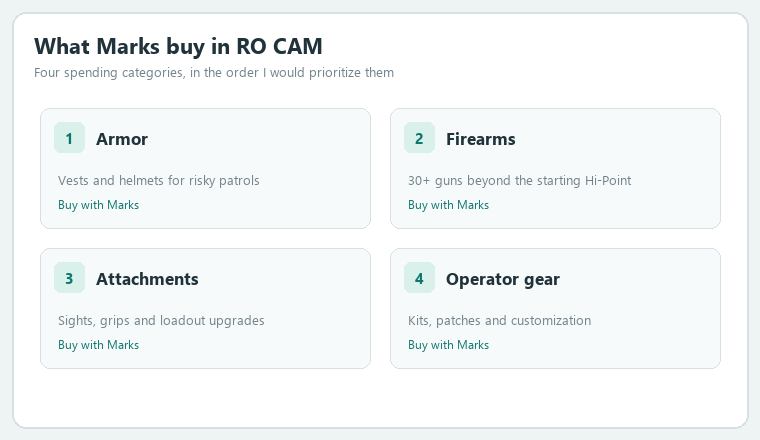 What Marks buy in RO CAM
Four spending categories, in the order I would prioritize them
1 Armor
Vests and helmets for risky patrols
Buy with Marks
2 Firearms
30+ guns beyond the starting Hi-Point
Buy with Marks
3 Attachments
Sights, grips and loadout upgrades
Buy with Marks
4 Operator gear
Kits, patches and customization
Buy with Marks